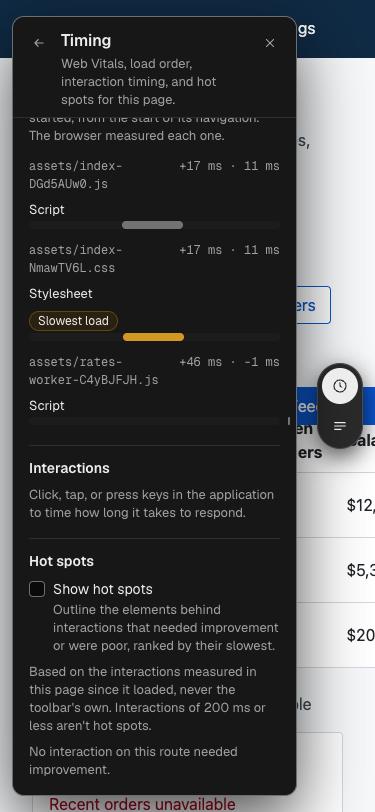 Timing
Web Vitals, load order,
interaction timing, and hot
spots for this page.
gs
started, from the start of its navigation.
The browser measured each one.
s,
assets/index-
DGd5AUw0.js
+17 ms · 11 ms
Script
assets/index-
NmawTV6L.css
+17 ms · 11 ms
Stylesheet
ers
Slowest load
assets/rates-
worker-C4yBJFJH.js
+46 ms · -1 ms
Script
Interactions
Click, tap, or press keys in the application
to time how long it takes to respond.
$12,
Hot spots
Show hot spots
Outline the elements behind
interactions that needed improvement
or were poor, ranked by their slowest.
$5,3
$20
Based on the interactions measured in
this page since it loaded, never the
toolbar's own. Interactions of 200 ms or
less aren't hot spots.
No interaction on this route needed
improvement.
Recent orders unavailable